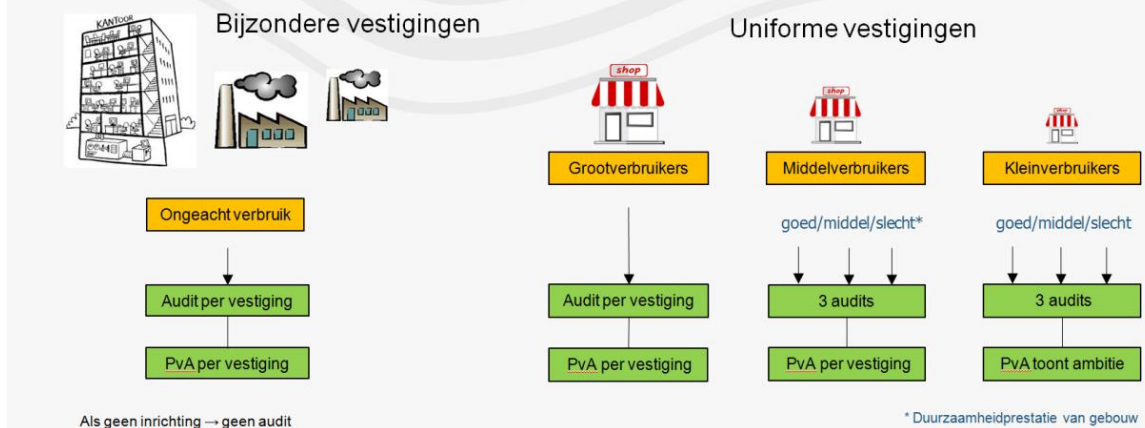 Bijzondere vestigingen
KANTOOR
Ongeacht verbruik
Audit per vestiging
PvA per vestiging
Als geen inrichting → geen audit
Uniforme vestigingen
shop
shop
shop
Grootverbruikers
Middelverbruikers
Kleinverbruikers
goed/middel/slecht*
goed/middel/slecht
Audit per vestiging
3 audits
3 audits
PvA per vestiging
PvA per vestiging
PvA toont ambitie
* Duurzaamheidprestatie van gebouw